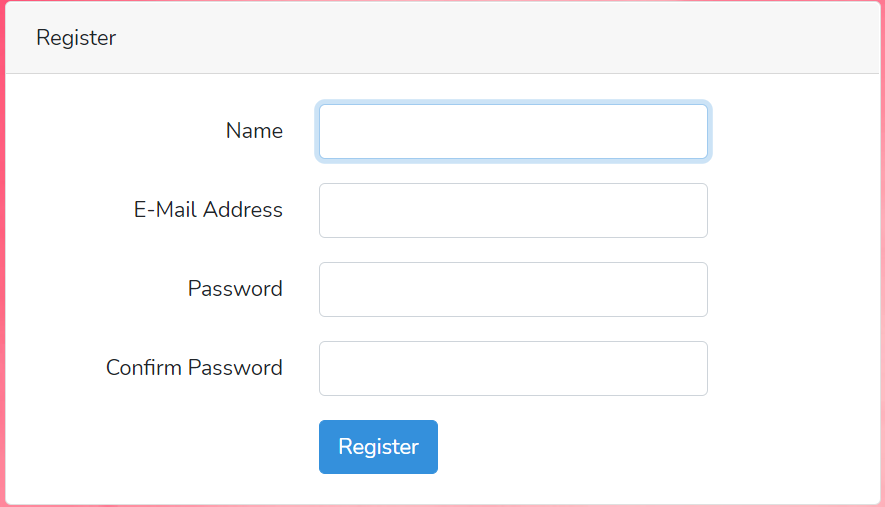 Register
Name
E-Mail Address
Password
Confirm Password
Register